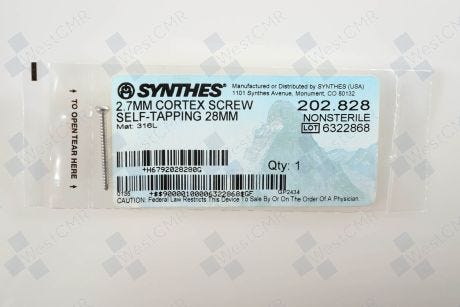 WestCMR
TO OPEN TEAR HERE
SYNTHES®
Manufactured or Distributed by SYNTHES (USA)
1101 Synthes Avenue, Monument, CO 80132
2.7MM CORTEX SCREW
SELF-TAPPING 28MM
Mat: 316L
202.828
NONSTERILE
LOT 6322868
+H6792028280G
Qty: 1
GP2434
CAUTION: Federal Law Restricts This Device To Sale By Or On The Order Of A Physician.